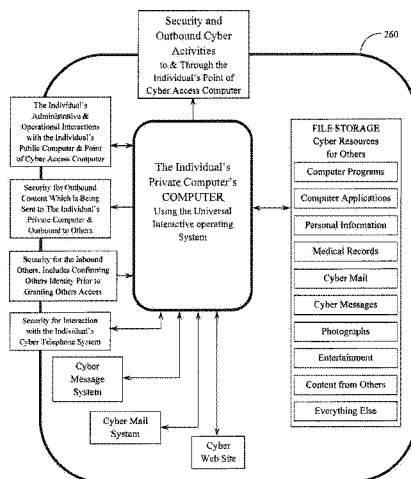 Security and
Outbound Cyber
Activities
to & Through the
Individual's Point of
Cyber Access Computer
260
The Individual's
Administrative &
Operational Interactions
with the Individual's
Public Computer & Point
of Cyber Access Computer
Security for Outbound
Content Which is Being
Sent to The Individual's
Private Computer &
Outbound to Others.
Security for the Inbound
Others. Includes Confirming
Others Identity Prior to
Granting Others Access
Security for Interaction
with the Individual's
Cyber Telephone System
The Individual's
Private Computer's
COMPUTER
Using the Universal
Interactive operating
System
Cyber
Message
System
Cyber Mail
System
Cyber
Web Site
FILE STORAGE
Cyber Resources
for Others
Computer Programs
Computer Applications
Personal Information
Medical Records
Cyber Mail
Cyber Messages
Photographs
Entertainment
Content from Others
Everything Else